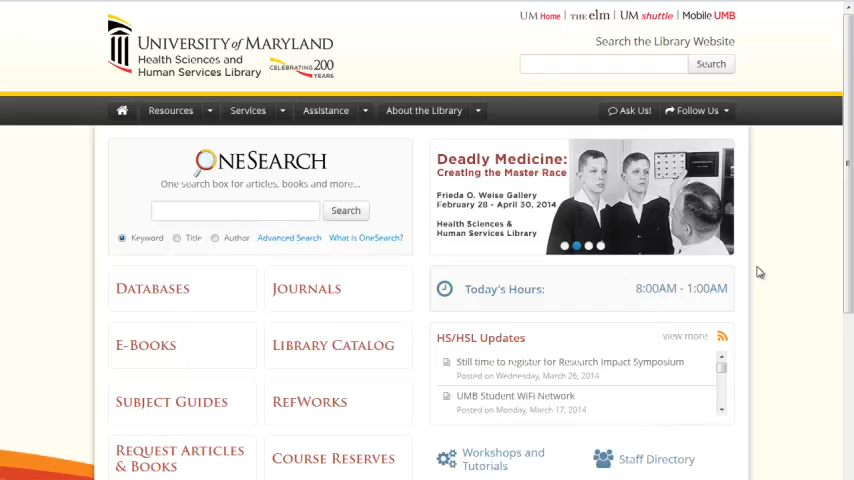 UM Home | THE elm | UM shuttle | Mobile UMB
UNIVERSITY of MARYLAND
Health Sciences and
Human Services Library
CELEBRATING 200
YEARS
Search the Library Website
Search
Resources
Services
Assistance
About the Library
Ask Us!
Follow Us
ONESEARCH
One search box for articles, books and more...
Search
Keyword Title Author Advanced Search What is OneSearch?
Deadly Medicine:
Creating the Master Race
Frieda O. Weise Gallery
February 28 - April 30, 2014
Health Sciences &
Human Services Library
DATABASES
JOURNALS
Today's Hours: 8:00AM - 1:00AM
E-BOOKS
LIBRARY CATALOG
HS/HSL Updates view more
Still time to register for Research Impact Symposium
Posted on Wednesday, March 26, 2014
UMB Student WiFi Network
Posted on Monday, March 17, 2014
SUBJECT GUIDES
REFWORKS
REQUEST ARTICLES
& BOOKS
COURSE RESERVES
Workshops and
Tutorials
Staff Directory